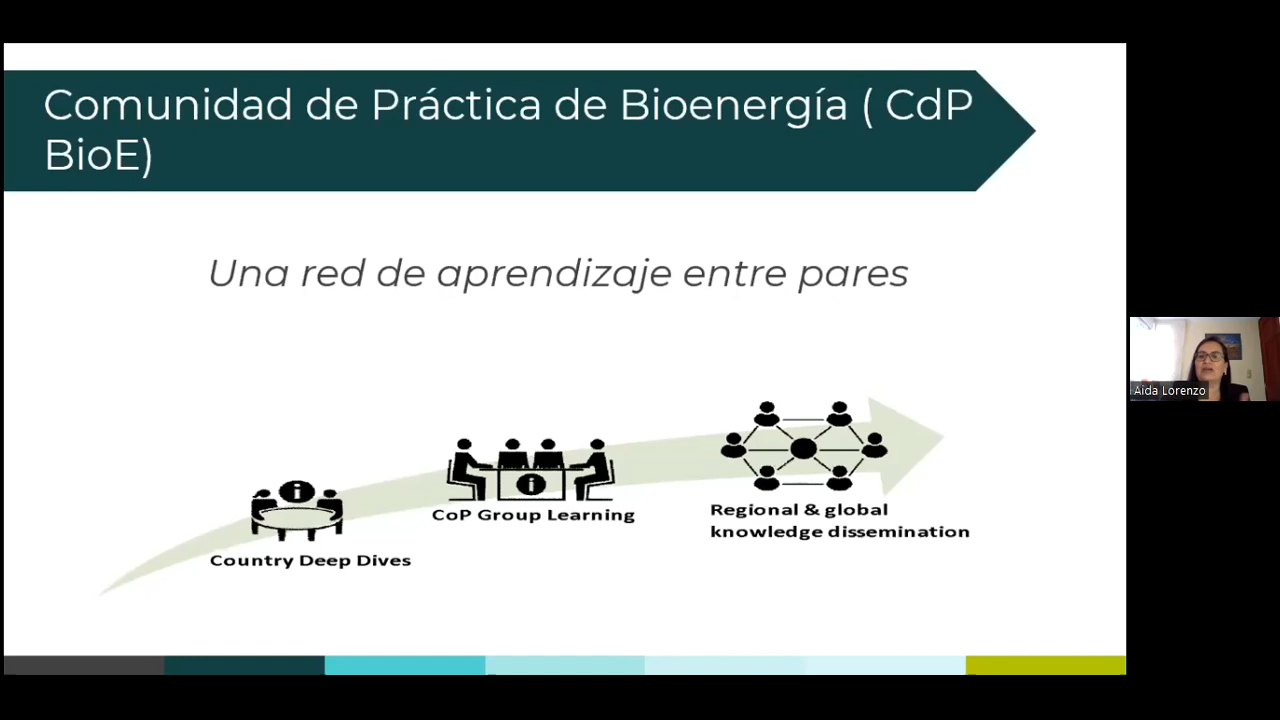 Comunidad de Práctica de Bioenergía ( CdP
BioE)
Una red de aprendizaje entre pares
i
Country Deep Dives
i
CoP Group Learning
Regional & global
knowledge dissemination
Aida Lorenzo